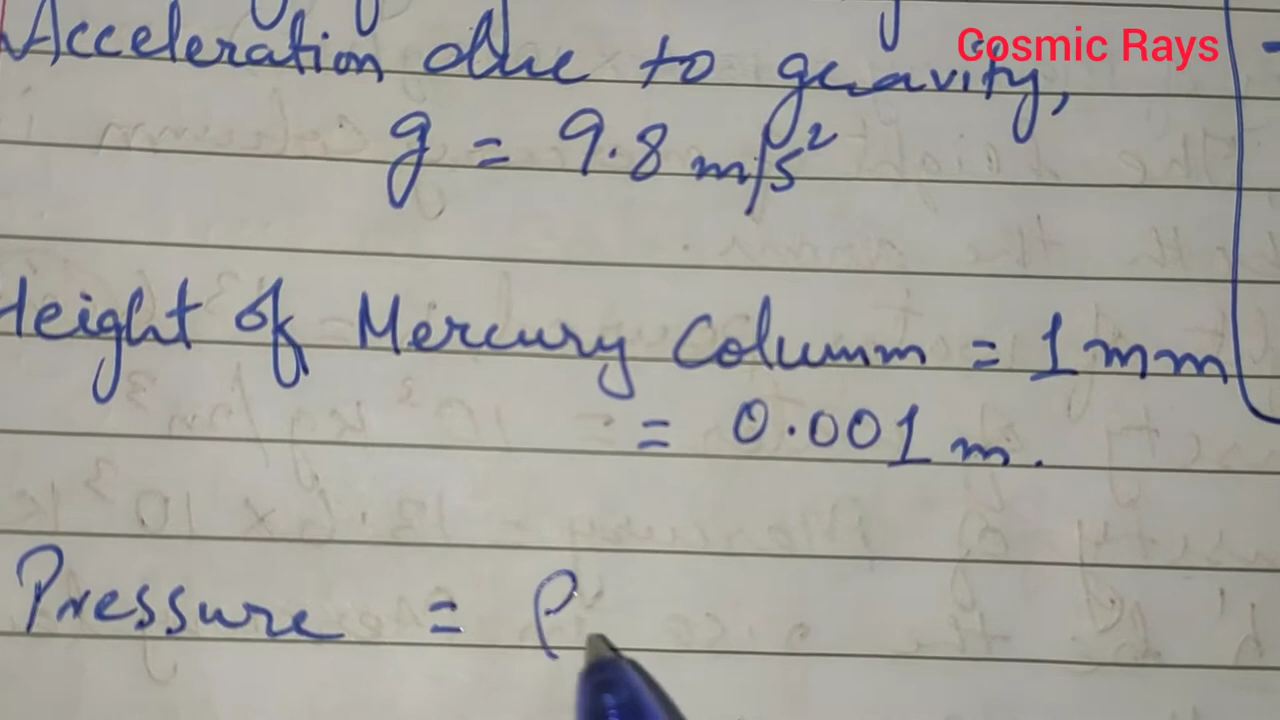 Acceleration due to gravity,
Cosmic Rays
g = 9.8 m/s²
Height of Mercury Column = 1 mm
= 0.001 m.
Pressure = ρ